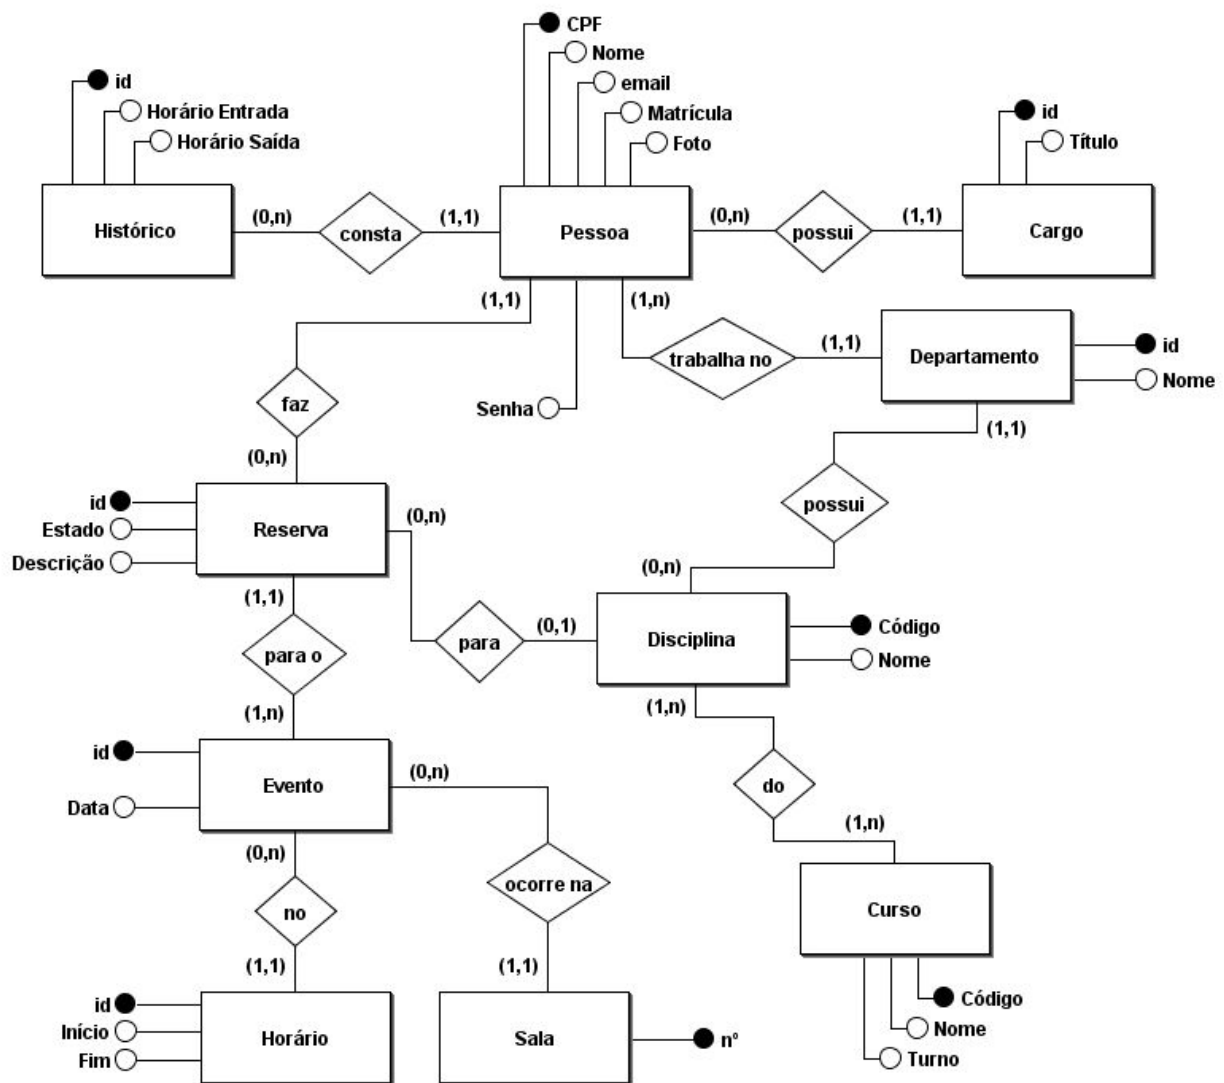 CPF
Nome
email
Matrícula
Foto
id
Horário Entrada
Horário Saída
id
Título
Histórico
(0,n)
consta
(1,1)
Pessoa
(0,n)
possui
(1,1)
Cargo
(1,1)
(1,n)
trabalha no
(1,1)
Departamento
id
Nome
faz
Senha
(1,1)
(0,n)
id
Estado
Descrição
Reserva
(0,n)
possui
(1,1)
(0,n)
para o
para
(0,1)
Disciplina
Código
Nome
(1,n)
(1,n)
id
Data
Evento
(0,n)
do
(0,n)
(1,n)
no
ocorre na
Curso
(1,1)
(1,1)
id
Início
Fim
Horário
Sala
nº
Código
Nome
Turno